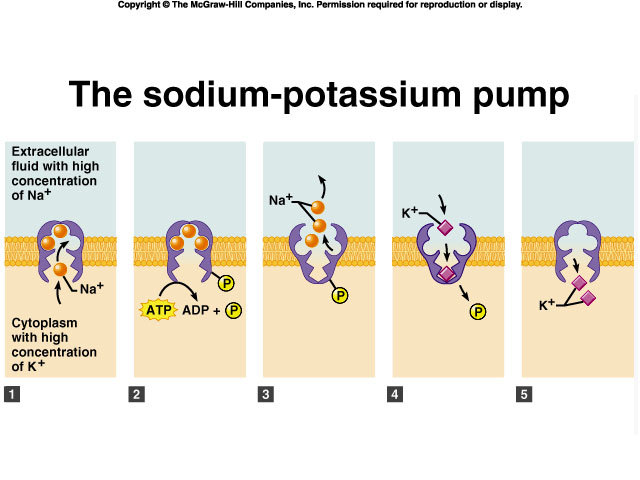 Copyright © The McGraw-Hill Companies, Inc. Permission required for reproduction or display.
The sodium-potassium pump
Extracellular
fluid with high
concentration
of Na⁺
Na⁺
Cytoplasm
with high
concentration
of K⁺
1
P
ATP ADP + P
2
Na⁺
P
3
K⁺
P
4
K⁺
5